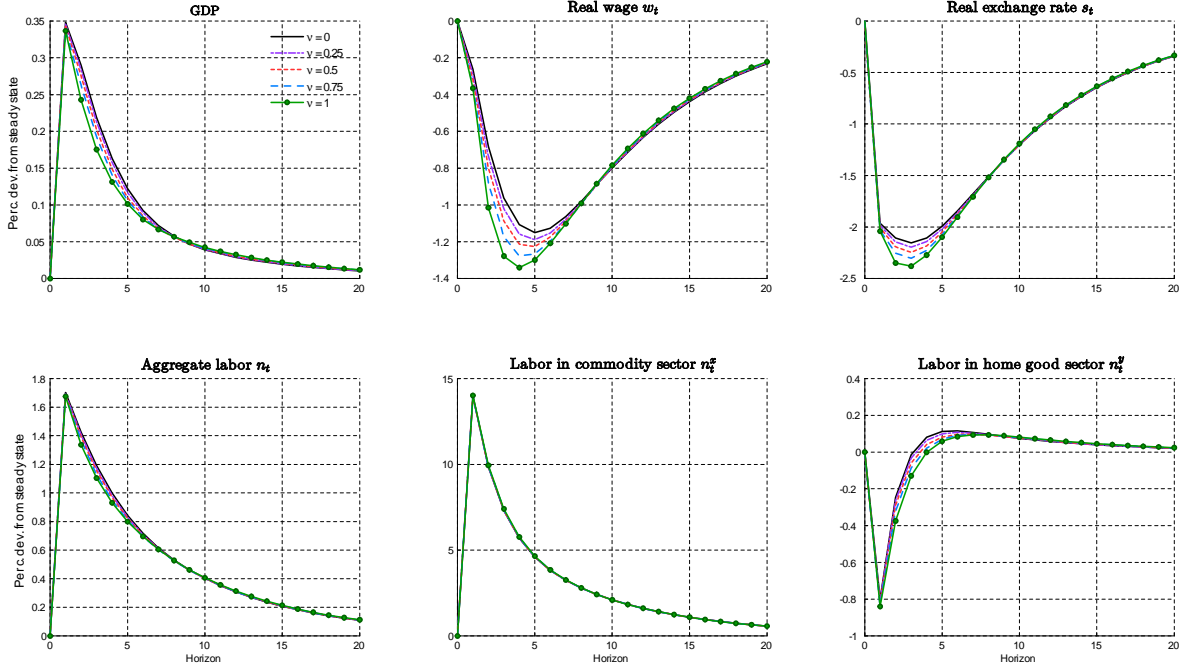 GDP
Real wage w_t
Real exchange rate s_t
0.35
0.3
0.25
0.2
0.15
0.1
0.05
0
Perc. dev. from steady state
ν = 0
ν = 0.25
ν = 0.5
ν = 0.75
ν = 1
0 5 10 15 20
0
-0.2
-0.4
-0.6
-0.8
-1
-1.2
-1.4
0 5 10 15 20
0
-0.5
-1
-1.5
-2
-2.5
0 5 10 15 20
Aggregate labor n_t
Labor in commodity sector n_t^x
Labor in home good sector n_t^y
1.8
1.6
1.4
1.2
1
0.8
0.6
0.4
0.2
0
Perc. dev. from steady state
0 5 10 15 20
Horizon
15
10
5
0
0 5 10 15 20
Horizon
0.4
0.2
0
-0.2
-0.4
-0.6
-0.8
-1
0 5 10 15 20
Horizon